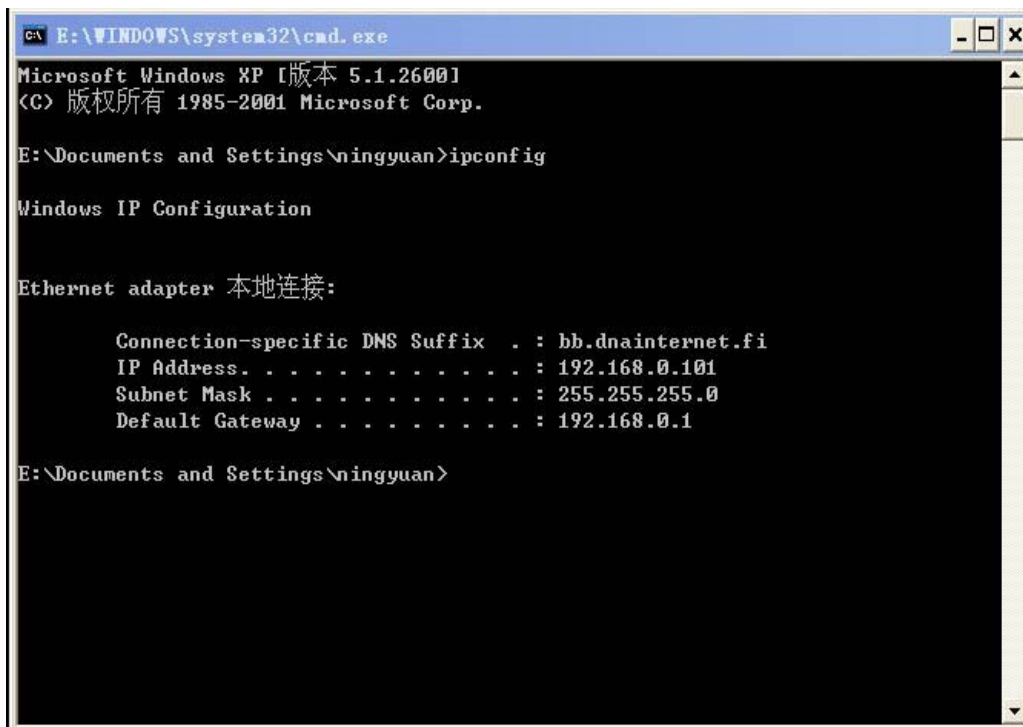 E:\WINDOWS\system32\cmd.exe
Microsoft Windows XP [版本 5.1.2600]
(C) 版权所有 1985-2001 Microsoft Corp.
E:\Documents and Settings\ningyuan>ipconfig
Windows IP Configuration
Ethernet adapter 本地连接:
Connection-specific DNS Suffix . : bb.dnainternet.fi
IP Address. . . . . . . . . . . . : 192.168.0.101
Subnet Mask . . . . . . . . . . . : 255.255.255.0
Default Gateway . . . . . . . . . : 192.168.0.1
E:\Documents and Settings\ningyuan>